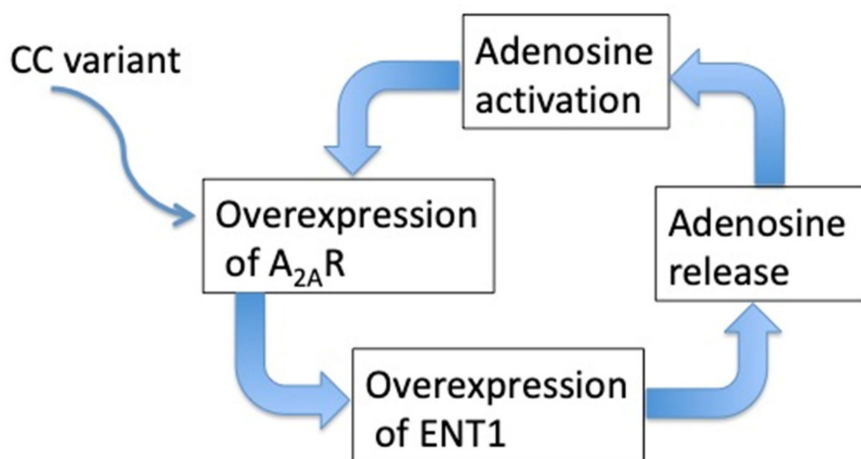 CC variant
Adenosine
activation
Overexpression
of A₂AR
Adenosine
release
Overexpression
of ENT1